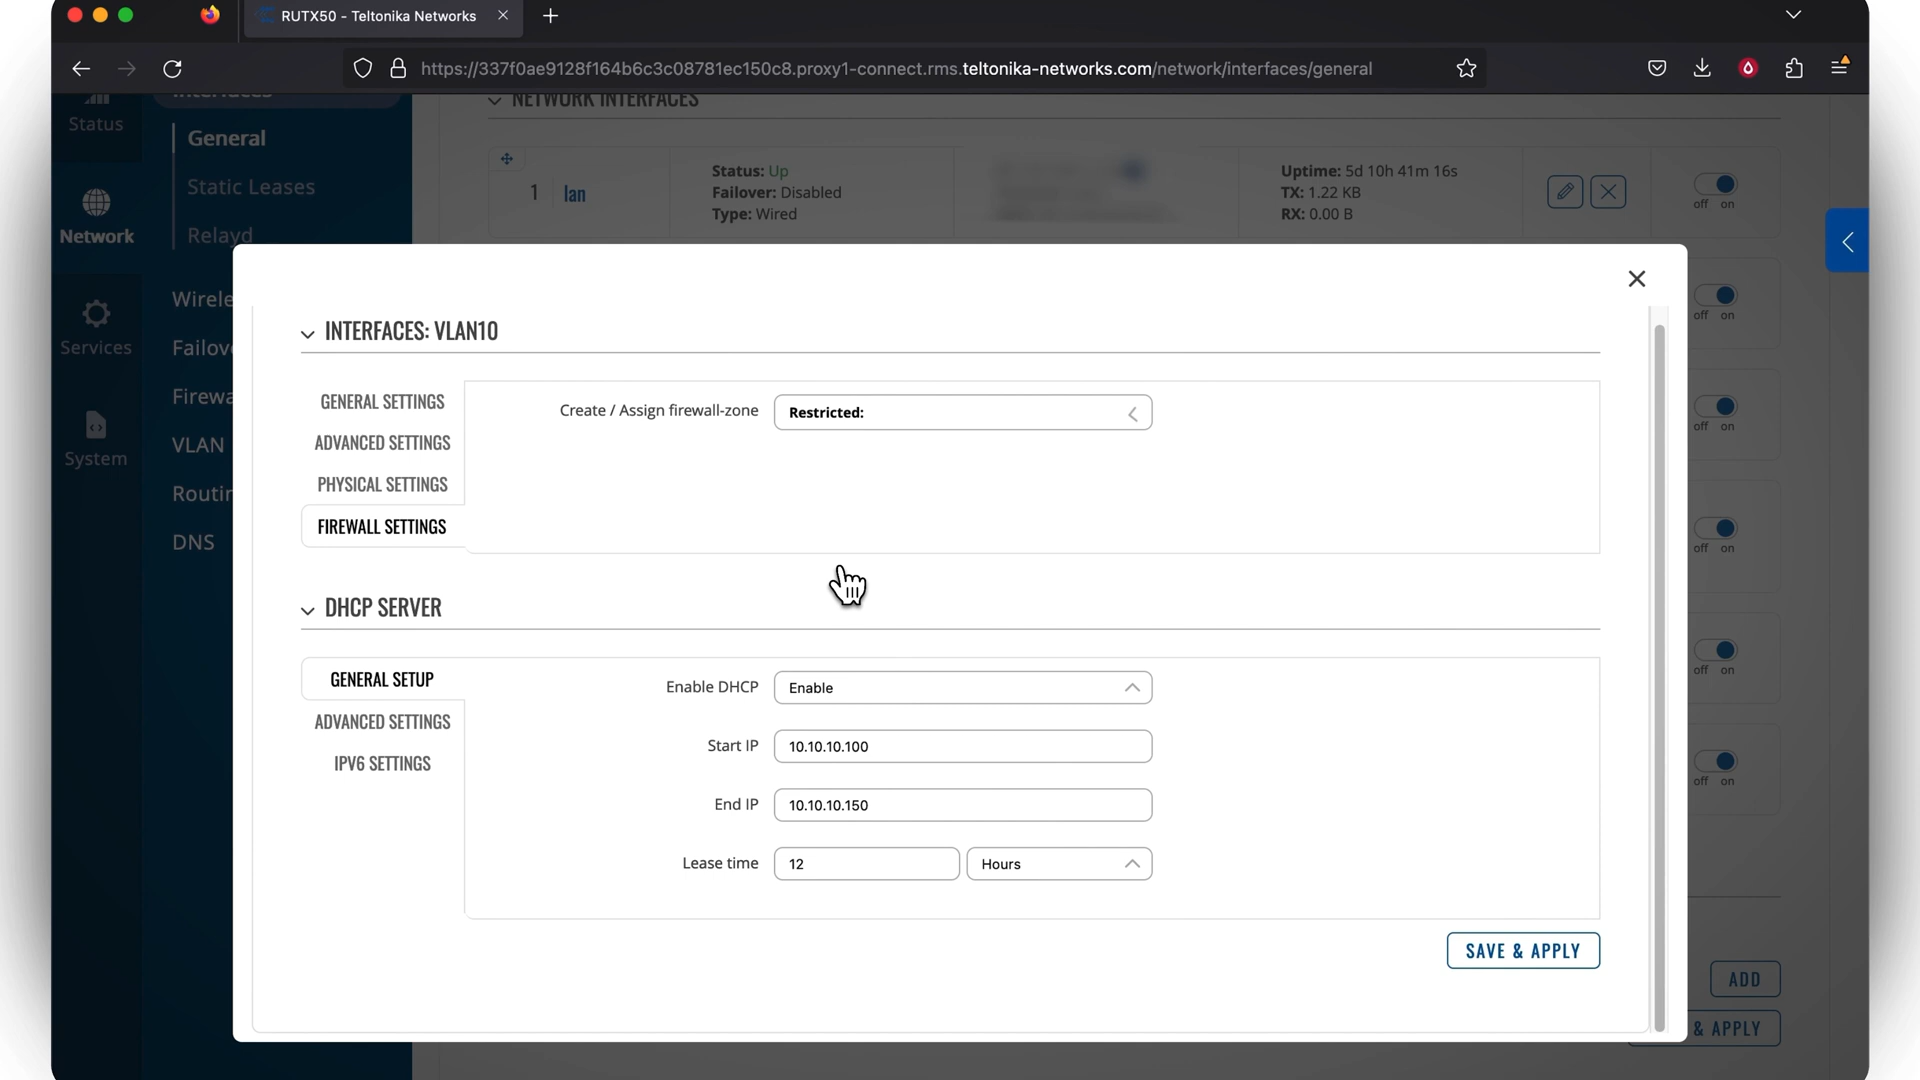 RUTX50 - Teltonika Networks
https://337f0ae9128f164b6c3c08781ec150c8.proxy1-connect.rms.teltonika-networks.com/network/interfaces/general
Status
Network
Services
System
Interfaces
General
Static Leases
Relayd
Wirele
Failov
Firewa
VLAN
Routin
DNS
NETWORK INTERFACES
1 lan
Status: Up
Failover: Disabled
Type: Wired
Uptime: 5d 10h 41m 16s
TX: 1.22 KB
RX: 0.00 B
off on
off on
off on
off on
off on
off on
INTERFACES: VLAN10
GENERAL SETTINGS
ADVANCED SETTINGS
PHYSICAL SETTINGS
FIREWALL SETTINGS
Create / Assign firewall-zone Restricted:
DHCP SERVER
GENERAL SETUP
ADVANCED SETTINGS
IPV6 SETTINGS
Enable DHCP Enable
Start IP 10.10.10.100
End IP 10.10.10.150
Lease time 12 Hours
SAVE & APPLY
ADD
& APPLY